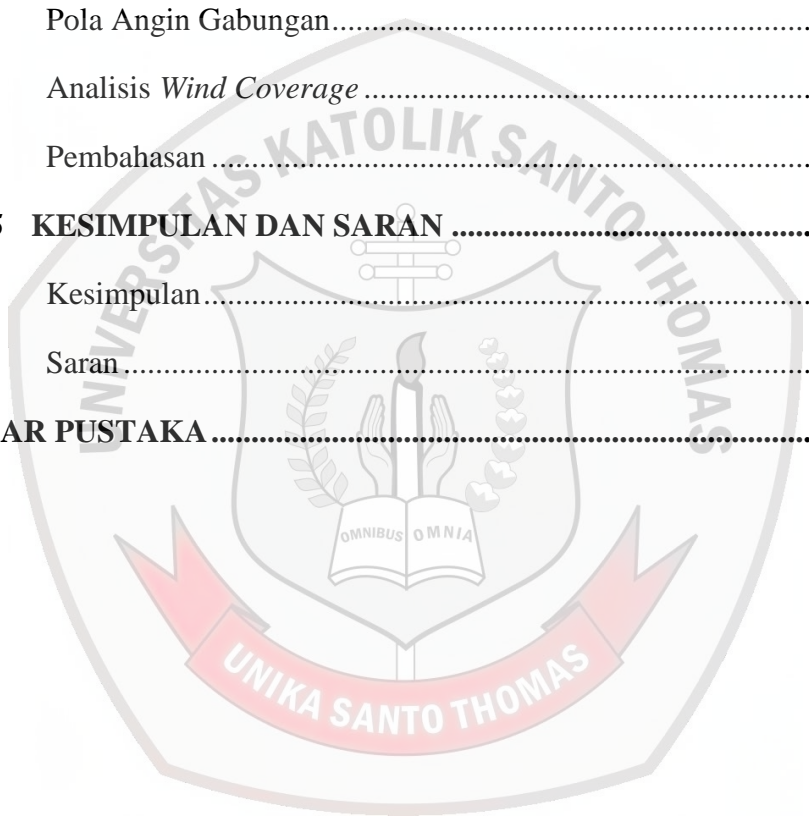 Pola Angin Gabungan.......................................................
Analisis Wind Coverage ...................................................
Pembahasan ................................................................
KESIMPULAN DAN SARAN ............................................
Kesimpulan.................................................................
Saran ........................................................................
AR PUSTAKA ..............................................................
UNIVERSITAS KATOLIK SANTO THOMAS
OMNIBUS OMNIA
UNIKA SANTO THOMAS